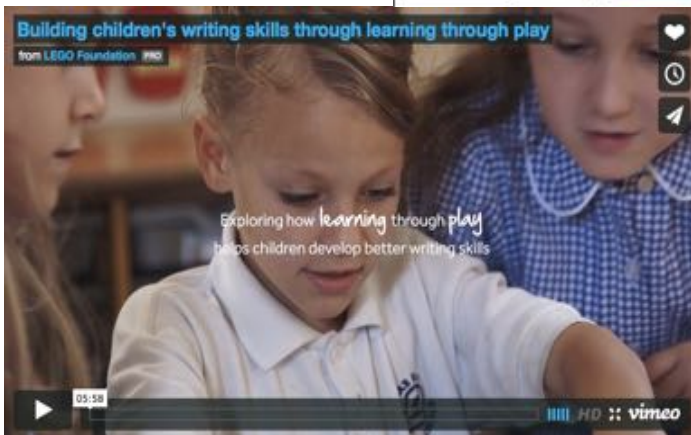 Building children's writing skills through learning through play
from LEGO Foundation PRO
Exploring how learning through play
helps children develop better writing skills
05:58
HD vimeo